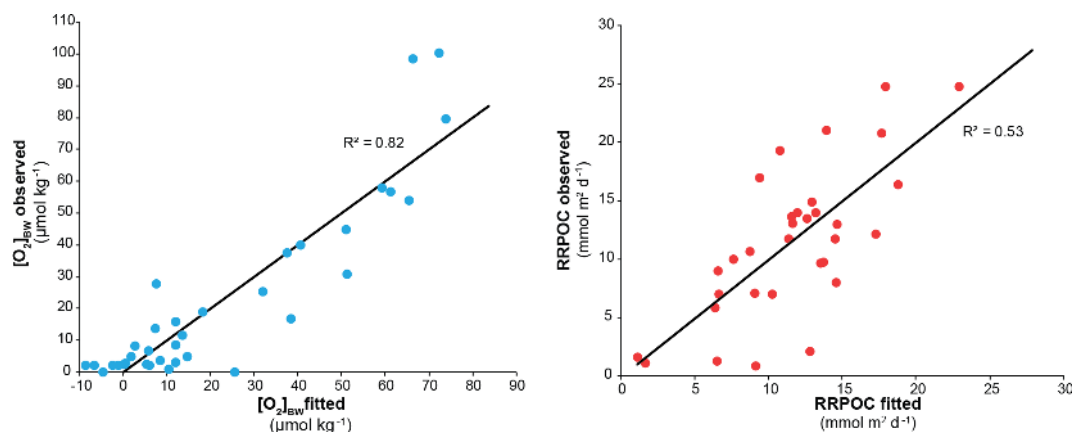 110
100
90
80
70
60
50
40
30
20
10
0
[O₂]BW observed
(µmol kg⁻¹)
R² = 0.82
-10 0 10 20 30 40 50 60 70 80 90
[O₂]BW fitted
(µmol kg⁻¹)
30
25
20
15
10
5
0
RRPOC observed
(mmol m² d⁻¹)
R² = 0.53
0 5 10 15 20 25 30
RRPOC fitted
(mmol m² d⁻¹)